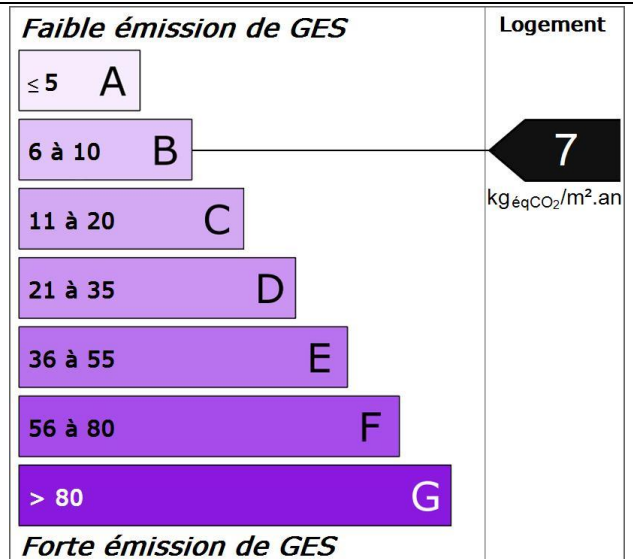 Faible émission de GES
Logement
≤ 5 A
6 à 10 B
7
kgéqCO₂/m².an
11 à 20 C
21 à 35 D
36 à 55 E
56 à 80 F
> 80 G
Forte émission de GES